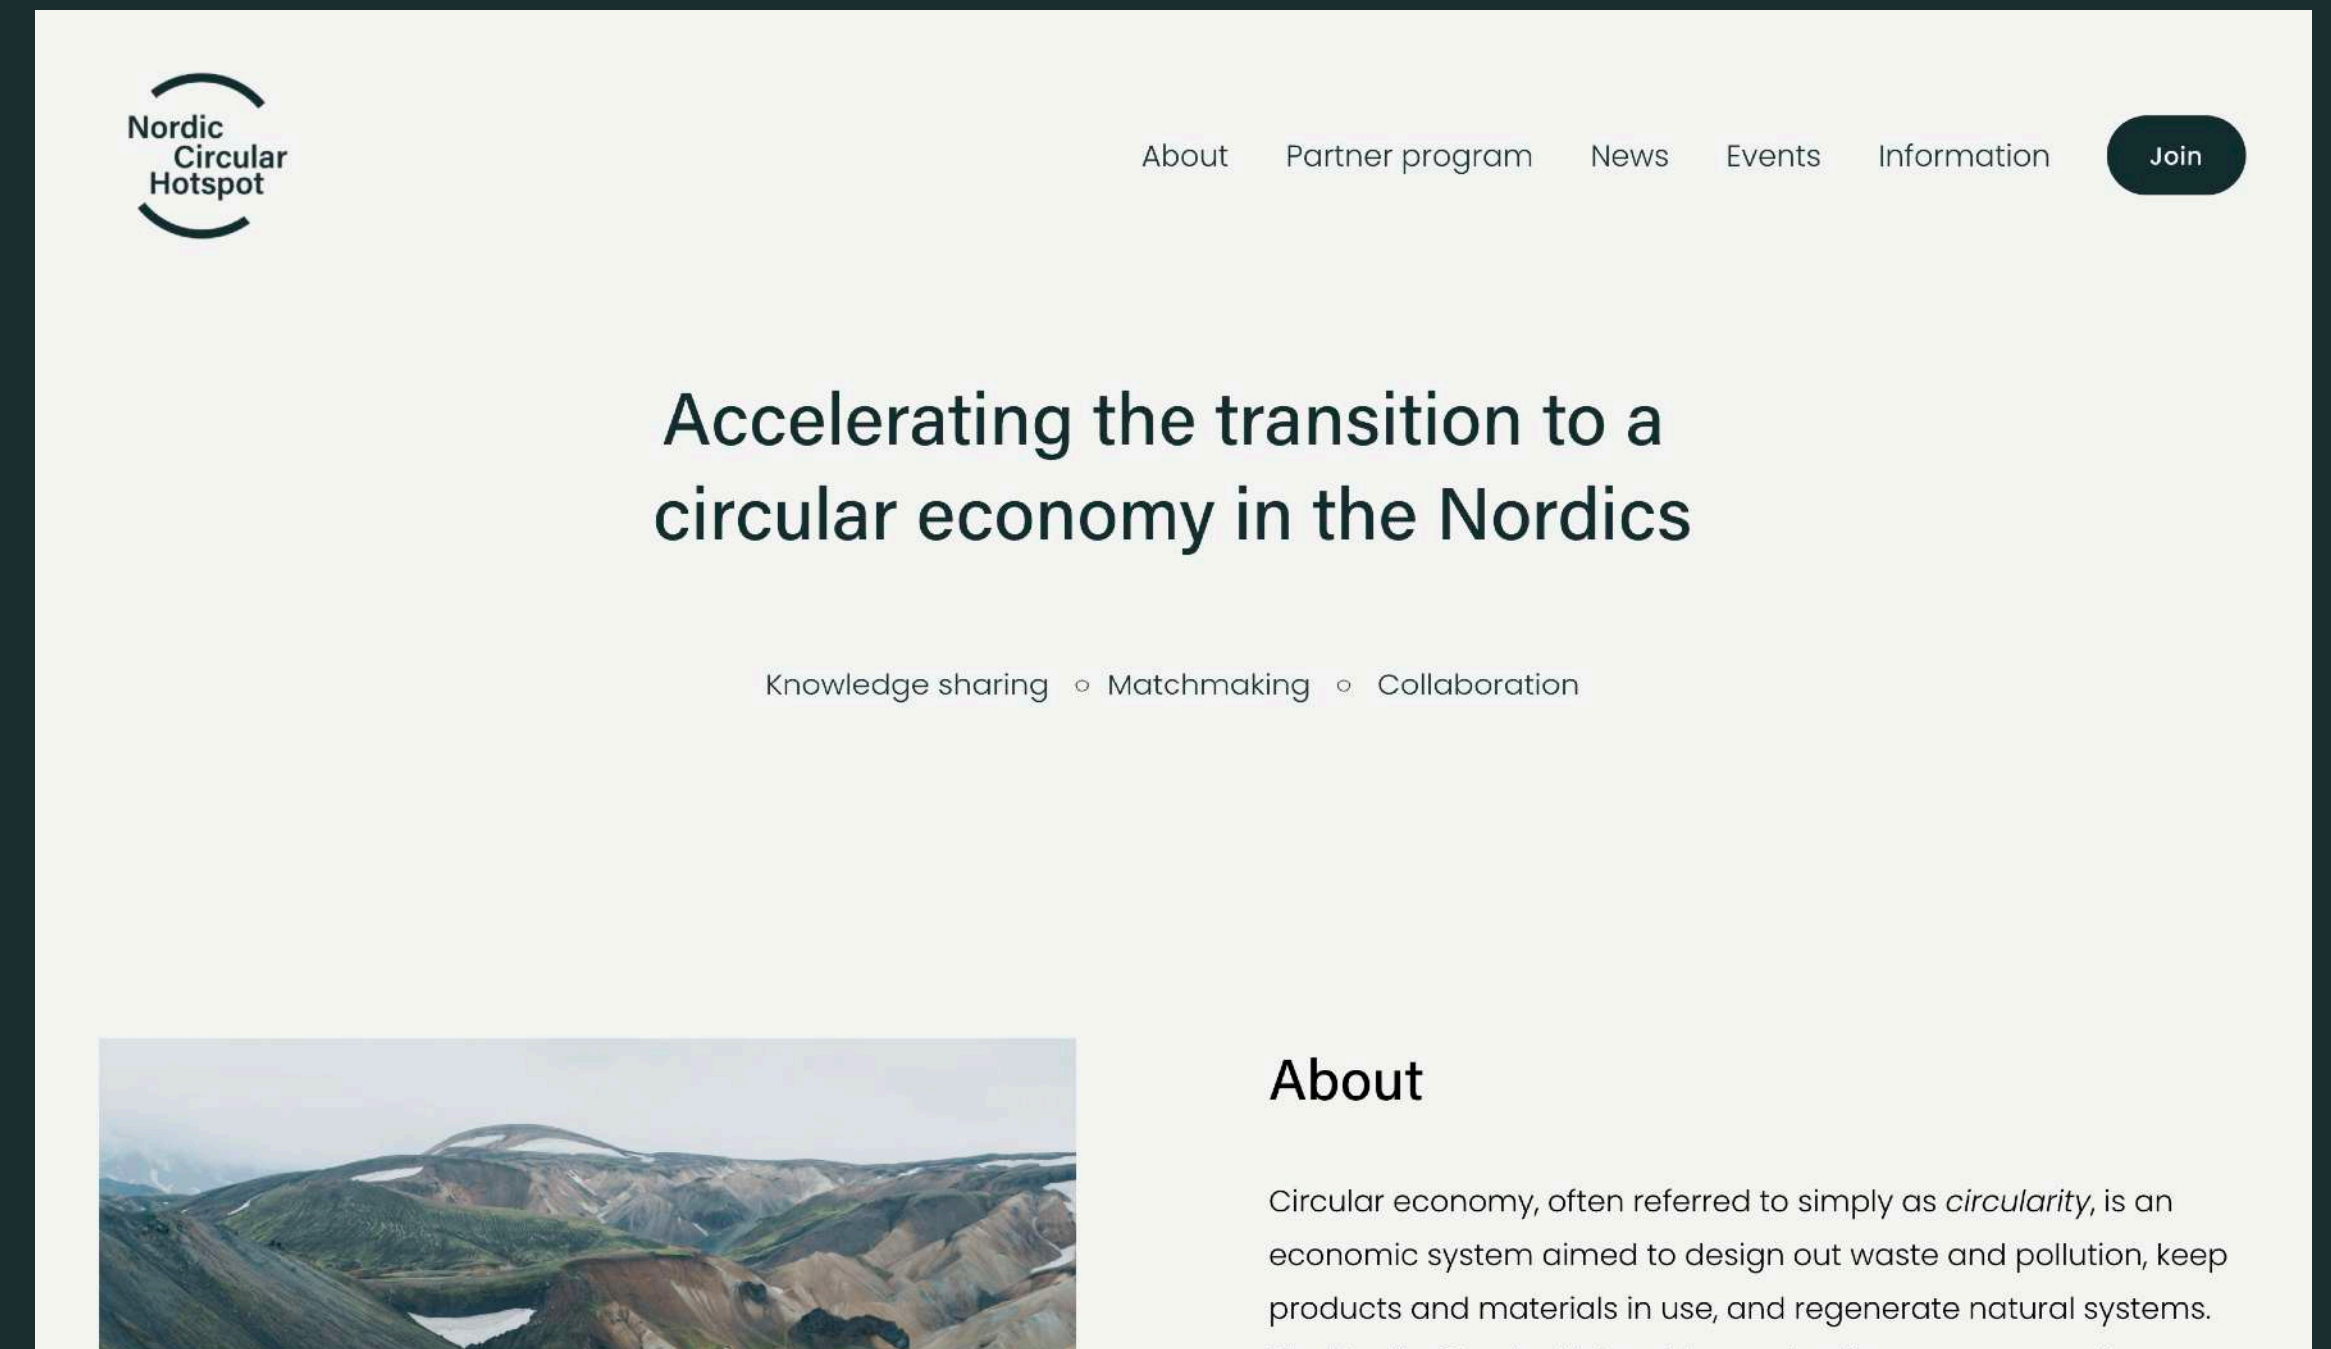 Nordic
Circular
Hotspot
About
Partner program
News
Events
Information
Join
Accelerating the transition to a
circular economy in the Nordics
Knowledge sharing ○ Matchmaking ○ Collaboration
About
Circular economy, often referred to simply as circularity, is an
economic system aimed to design out waste and pollution, keep
products and materials in use, and regenerate natural systems.